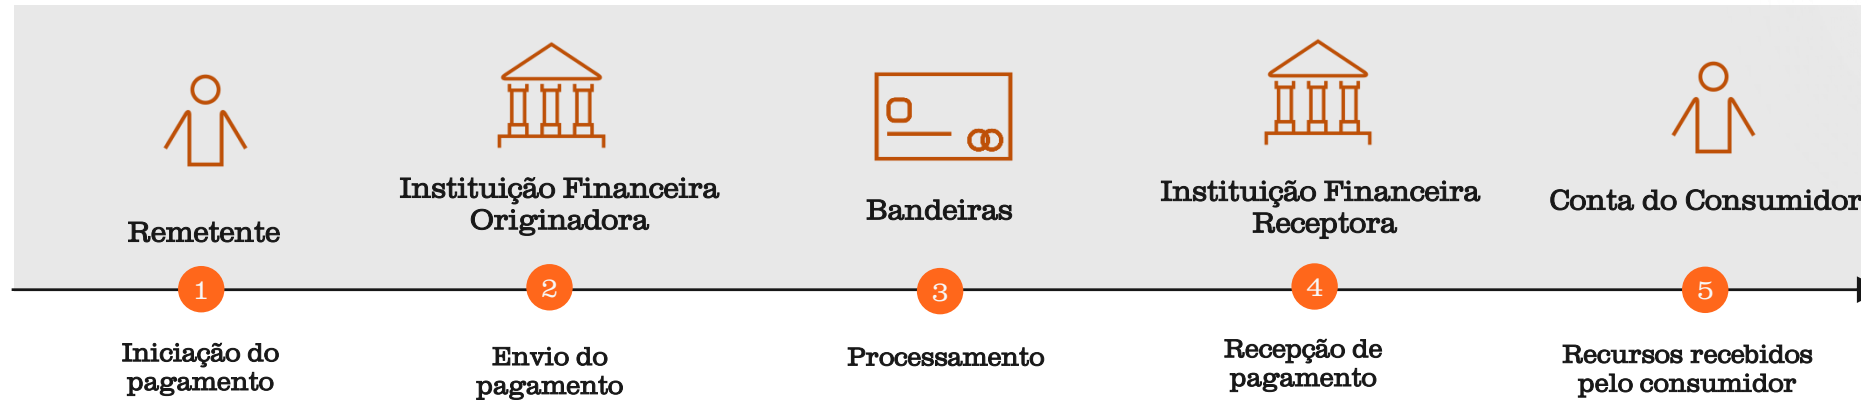 Remetente
Instituição Financeira
Originadora
Bandeiras
Instituição Financeira
Receptora
Conta do Consumidor
1
2
3
4
5
Iniciação do
pagamento
Envio do
pagamento
Processamento
Recepção de
pagamento
Recursos recebidos
pelo consumidor